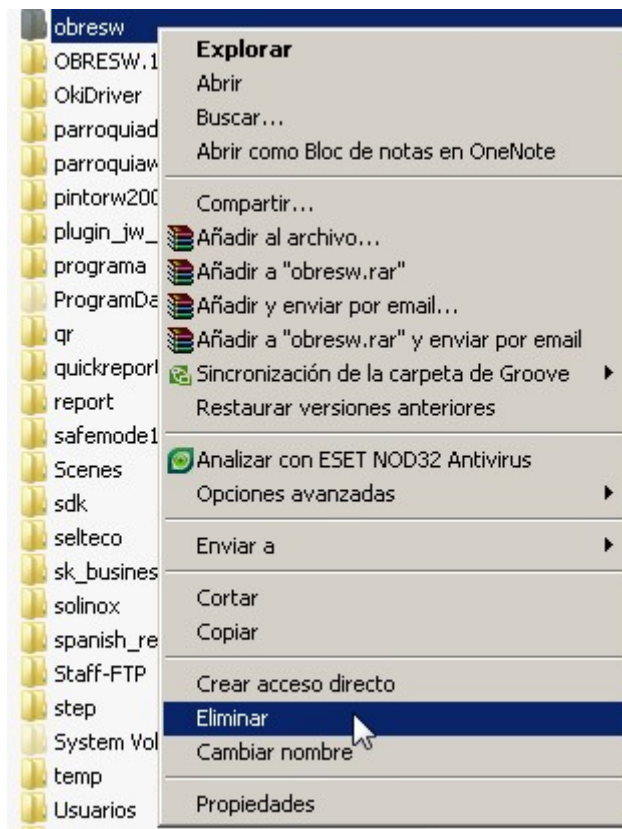 obresw
OBRESW.1
OkiDriver
parroquiad
parroquiaw
pintorw200
plugin_jw_
programa
ProgramDa
qr
quickreport
report
safemode1
Scenes
sdk
selteco
sk_busines
solinox
spanish_re
Staff-FTP
step
System Vol
temp
Usuarios
Explorar
Abrir
Buscar...
Abrir como Bloc de notas en OneNote
Compartir...
Añadir al archivo...
Añadir a "obresw.rar"
Añadir y enviar por email...
Añadir a "obresw.rar" y enviar por email
Sincronización de la carpeta de Groove
Restaurar versiones anteriores
Analizar con ESET NOD32 Antivirus
Opciones avanzadas
Enviar a
Cortar
Copiar
Crear acceso directo
Eliminar
Cambiar nombre
Propiedades